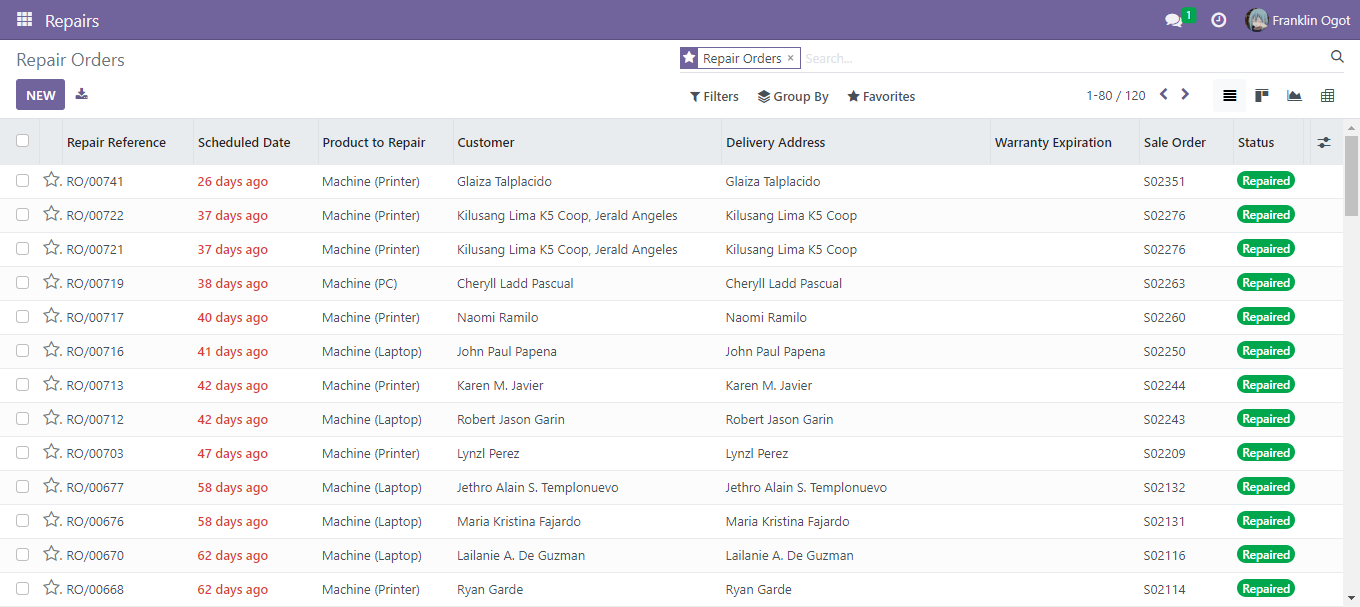 Repairs 1 Franklin Ogot
Repair Orders Repair Orders × Search...
NEW Filters Group By Favorites 1-80 / 120
Repair Reference Scheduled Date Product to Repair Customer Delivery Address Warranty Expiration Sale Order Status
RO/00741 26 days ago Machine (Printer) Glaiza Talplacido Glaiza Talplacido S02351 Repaired
RO/00722 37 days ago Machine (Printer) Kilusang Lima K5 Coop, Jerald Angeles Kilusang Lima K5 Coop S02276 Repaired
RO/00721 37 days ago Machine (Printer) Kilusang Lima K5 Coop, Jerald Angeles Kilusang Lima K5 Coop S02276 Repaired
RO/00719 38 days ago Machine (PC) Cheryll Ladd Pascual Cheryll Ladd Pascual S02263 Repaired
RO/00717 40 days ago Machine (Printer) Naomi Ramilo Naomi Ramilo S02260 Repaired
RO/00716 41 days ago Machine (Laptop) John Paul Papena John Paul Papena S02250 Repaired
RO/00713 42 days ago Machine (Printer) Karen M. Javier Karen M. Javier S02244 Repaired
RO/00712 42 days ago Machine (Laptop) Robert Jason Garin Robert Jason Garin S02243 Repaired
RO/00703 47 days ago Machine (Printer) Lynzl Perez Lynzl Perez S02209 Repaired
RO/00677 58 days ago Machine (Laptop) Jethro Alain S. Templonuevo Jethro Alain S. Templonuevo S02132 Repaired
RO/00676 58 days ago Machine (Laptop) Maria Kristina Fajardo Maria Kristina Fajardo S02131 Repaired
RO/00670 62 days ago Machine (Laptop) Lailanie A. De Guzman Lailanie A. De Guzman S02116 Repaired
RO/00668 62 days ago Machine (Printer) Ryan Garde Ryan Garde S02114 Repaired